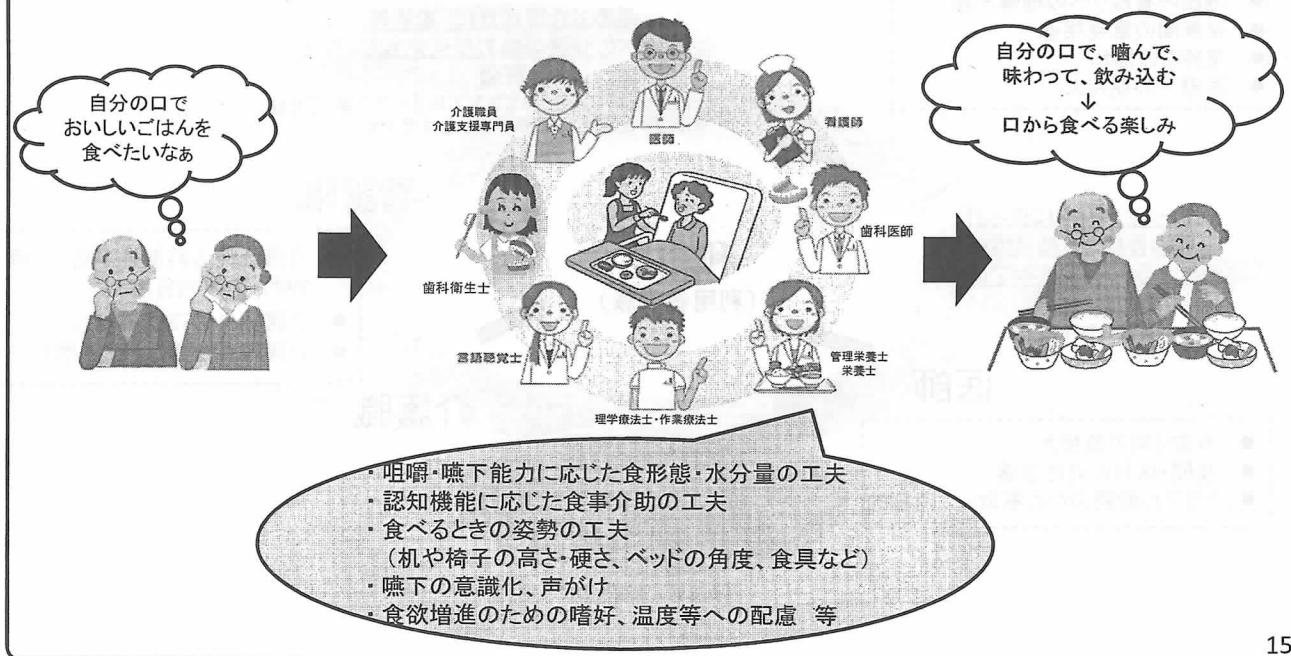 自分の口で
おいしいごはんを
食べたいなぁ
介護職員
介護支援専門員
医師
看護師
歯科医師
歯科衛生士
言語聴覚士
理学療法士・作業療法士
管理栄養士
栄養士
自分の口で、噛んで、
味わって、飲み込む
↓
口から食べる楽しみ
・咀嚼・嚥下能力に応じた食形態・水分量の工夫
・認知機能に応じた食事介助の工夫
・食べるときの姿勢の工夫
（机や椅子の高さ・硬さ、ベッドの角度、食具など）
・嚥下の意識化、声がけ
・食欲増進のための嗜好、温度等への配慮 等
15